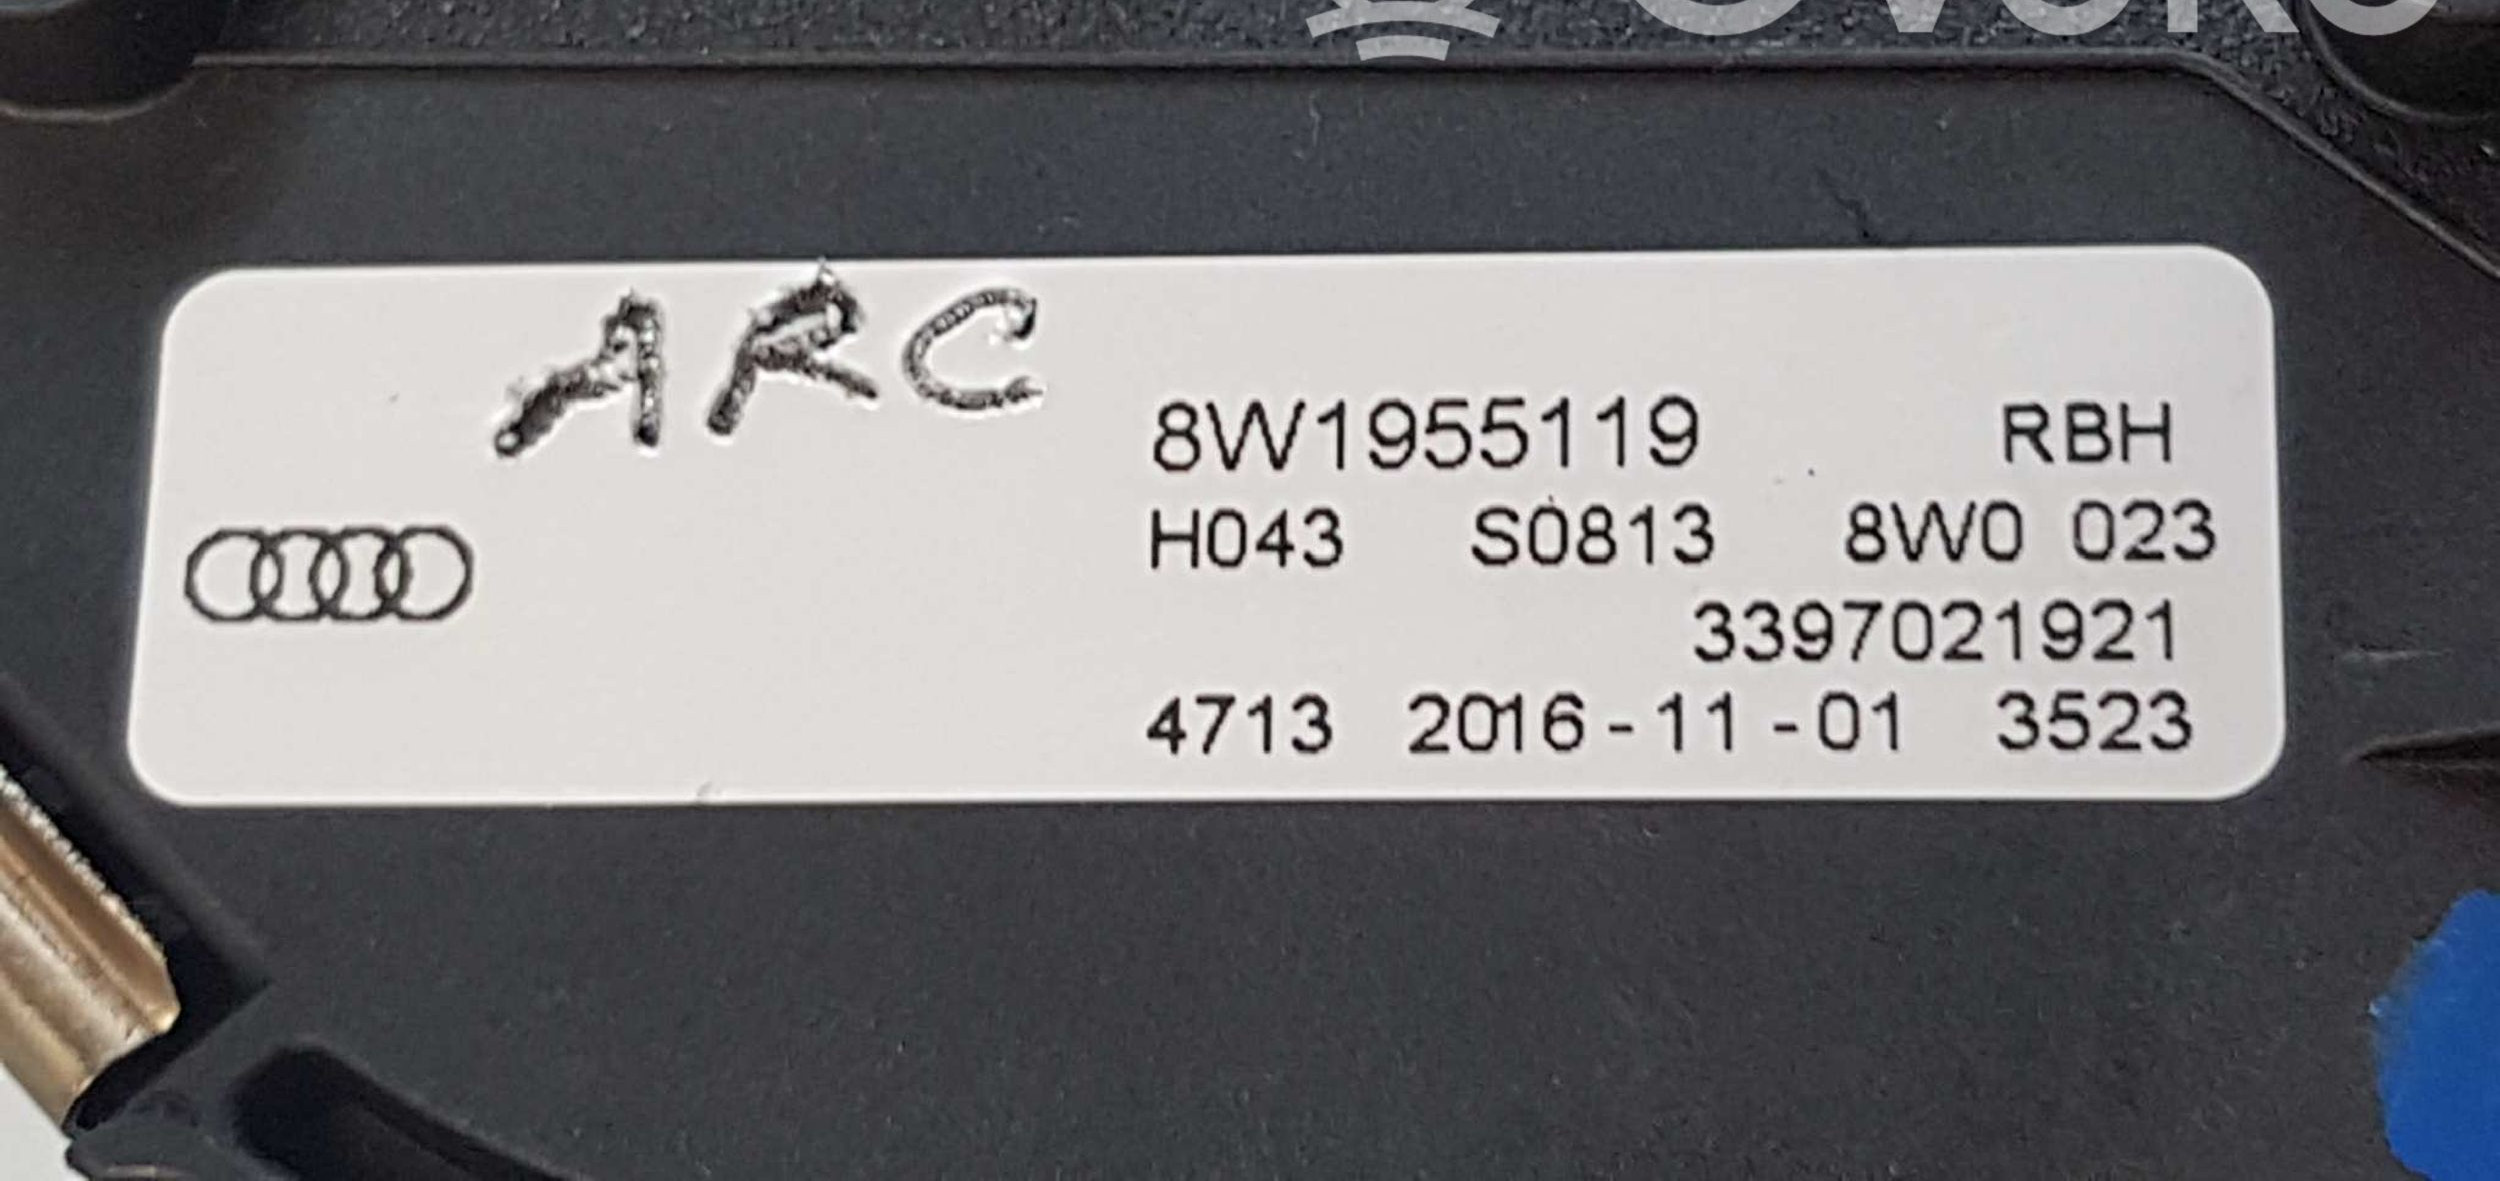 ARC
8W1955119 RBH
H043 S0813 8W0 023
3397021921
4713 2016-11-01 3523